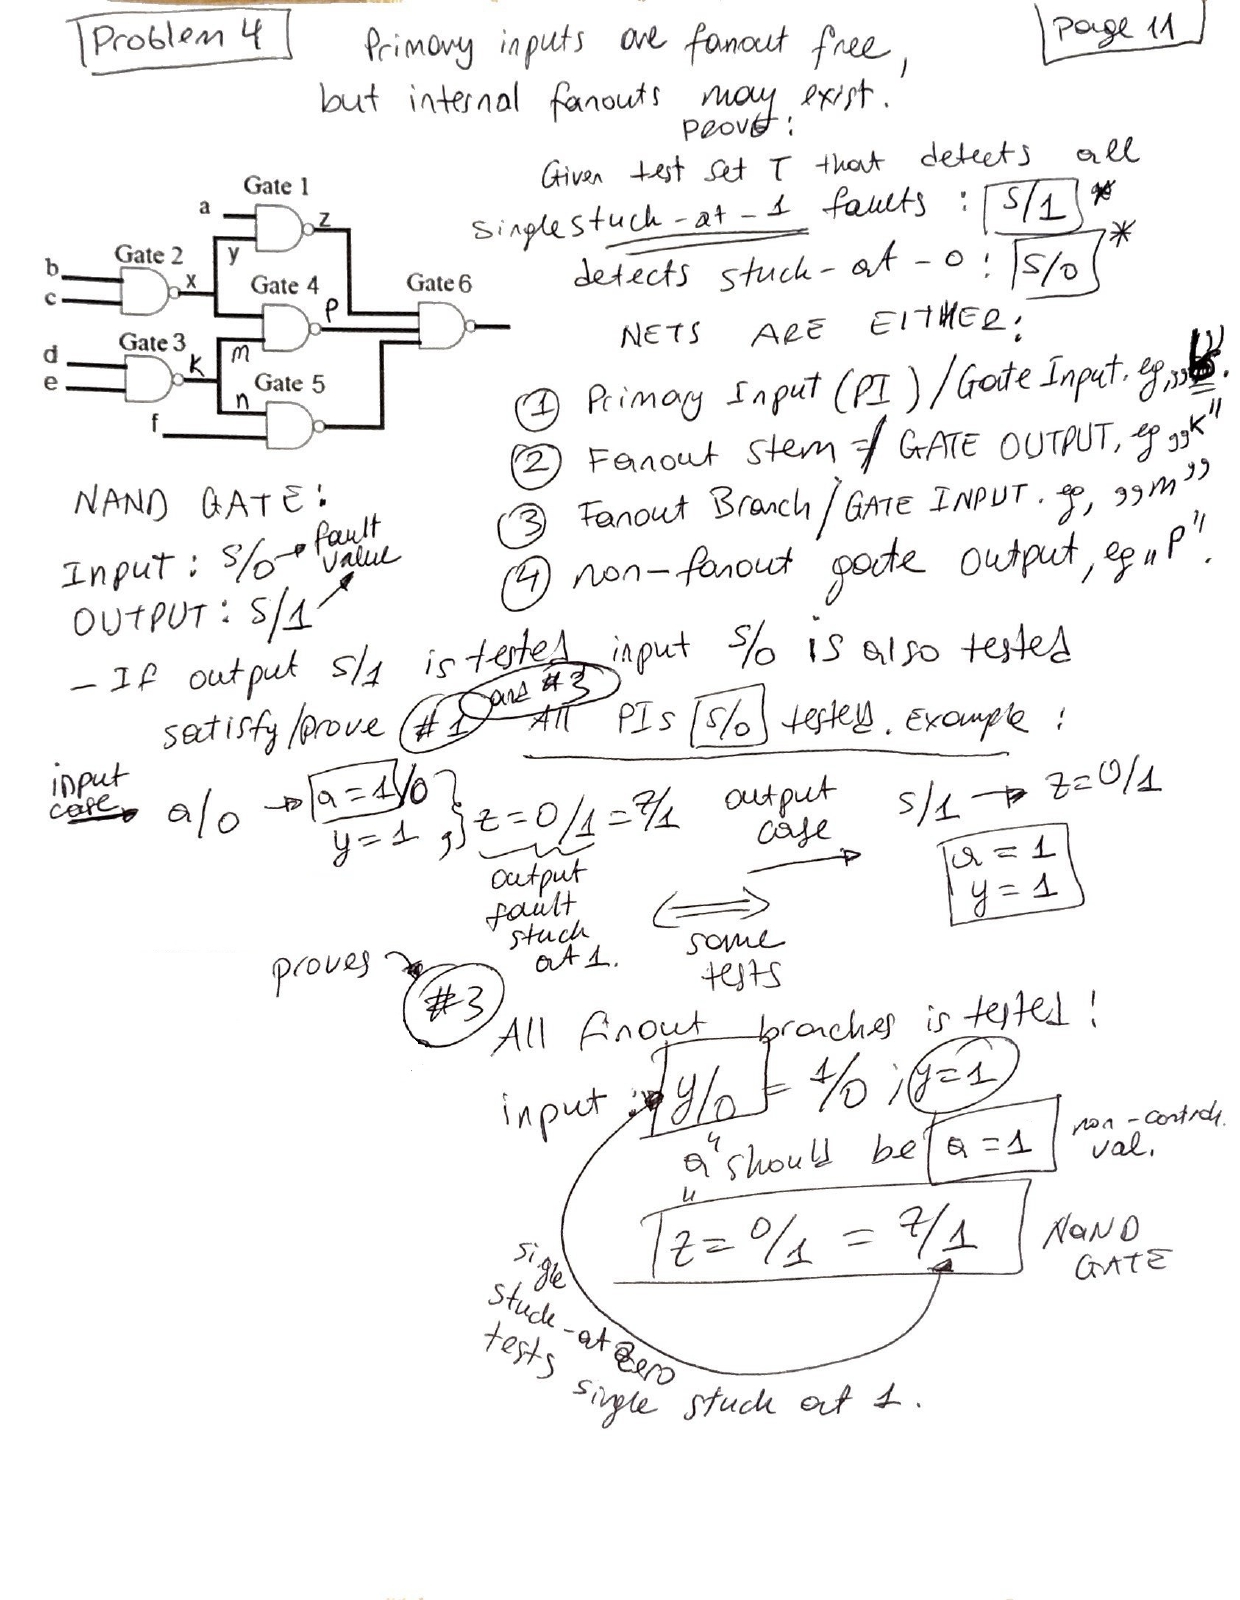 Problem 4
Primary inputs are fanout free,
Page 11
but internal fanouts may exist.
Prove:
Given test set T that detects all
single stuck-at-1 faults: S/1 *
detects stuck-at-0: S/0 *
NETS ARE EITHER:
① Primary Input (PI) / Gate Input. eg, „b".
② Fanout Stem / GATE OUTPUT, eg „K"
③ Fanout Branch / GATE INPUT. eg, „m"
④ non-fanout gate output, eg „P".
Gate 1
a
z
y
Gate 2
b
c
x
Gate 4
P
Gate 6
Gate 3
d
e
K
m
Gate 5
n
f
NAND GATE:
Input: S/0 → fault value
OUTPUT: S/1
- If output S/1 is tested input S/0 is also tested
satisfy/prove #1 and #3 All PIs S/0 tested. Example:
input case → a/0 → a=1/0
y=1 , } z=0/1=z/1
output fault stuck at 1.
output case →
S/1 → z=0/1
a=1
y=1
⟺
same tests
proves → #3
All fanout branches is tested!
input: y/0 = 1/0 ; y=1
"a" should be a=1 non-control. val.
z=0/1 = z/1 NAND GATE
sigle
stuck-at zero
tests
single stuck at 1.